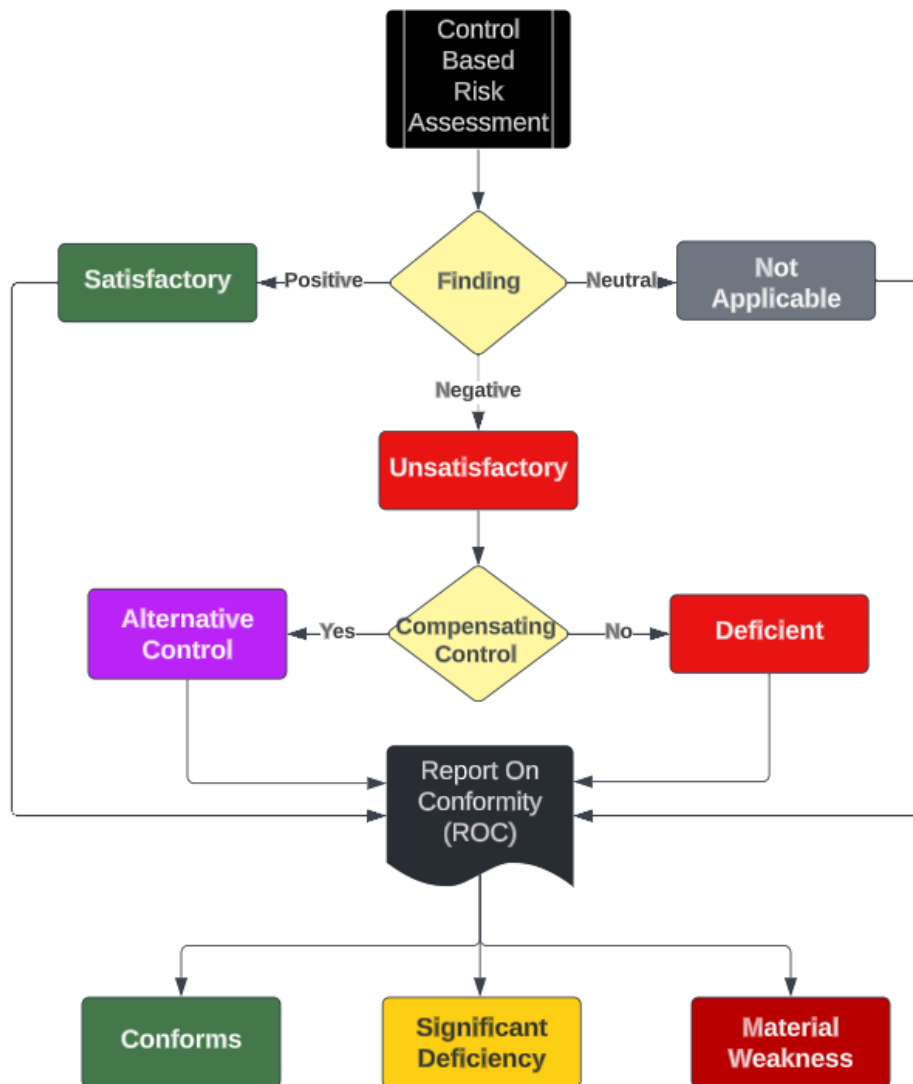 Control
Based
Risk
Assessment
Satisfactory
Positive
Finding
Neutral
Not
Applicable
Negative
Unsatisfactory
Alternative
Control
Yes
Compensating
Control
No
Deficient
Report On
Conformity
(ROC)
Conforms
Significant
Deficiency
Material
Weakness